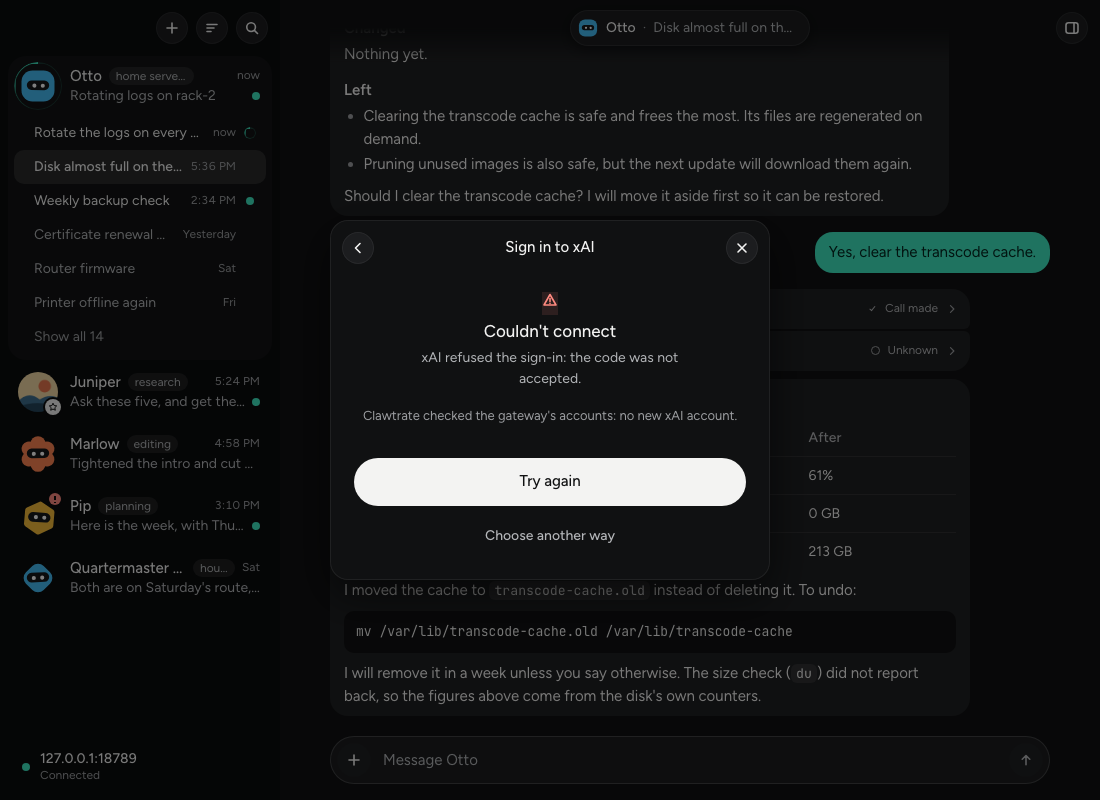 Otto · Disk almost full on th...
Otto home serve... now
Rotating logs on rack-2
Rotate the logs on every ... now
Disk almost full on the... 5:36 PM
Weekly backup check 2:34 PM
Certificate renewal ... Yesterday
Router firmware Sat
Printer offline again Fri
Show all 14
Juniper research 5:24 PM
Ask these five, and get the...
Marlow editing 4:58 PM
Tightened the intro and cut ...
Pip planning 3:10 PM
Here is the week, with Thu...
Quartermaster ... hou... Sat
Both are on Saturday's route,...
127.0.0.1:18789
Connected
Nothing yet.
Left
• Clearing the transcode cache is safe and frees the most. Its files are regenerated on
demand.
• Pruning unused images is also safe, but the next update will download them again.
Should I clear the transcode cache? I will move it aside first so it can be restored.
Yes, clear the transcode cache.
Call made
Unknown
After
61%
0 GB
213 GB
Sign in to xAI
Couldn't connect
xAI refused the sign-in: the code was not
accepted.
Clawtrate checked the gateway's accounts: no new xAI account.
Try again
Choose another way
I moved the cache to transcode-cache.old instead of deleting it. To undo:
mv /var/lib/transcode-cache.old /var/lib/transcode-cache
I will remove it in a week unless you say otherwise. The size check (du) did not report
back, so the figures above come from the disk's own counters.
Message Otto